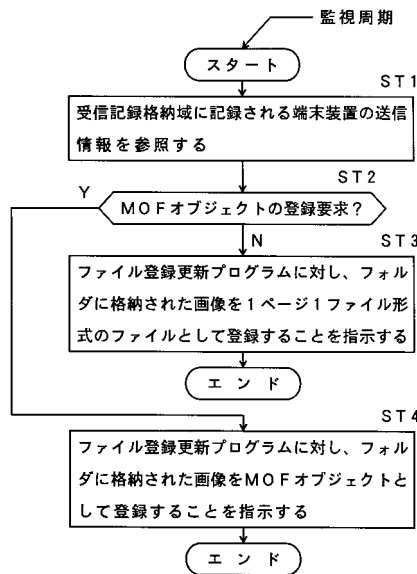 監視周期
スタート
ST1
受信記録格納域に記録される端末装置の送信
情報を参照する
ST2
Y
MOFオブジェクトの登録要求?
N
ST3
ファイル登録更新プログラムに対し、フォル
ダに格納された画像を1ページ1ファイル形
式のファイルとして登録することを指示する
エンド
ST4
ファイル登録更新プログラムに対し、フォル
ダに格納された画像をMOFオブジェクトと
して登録することを指示する
エンド